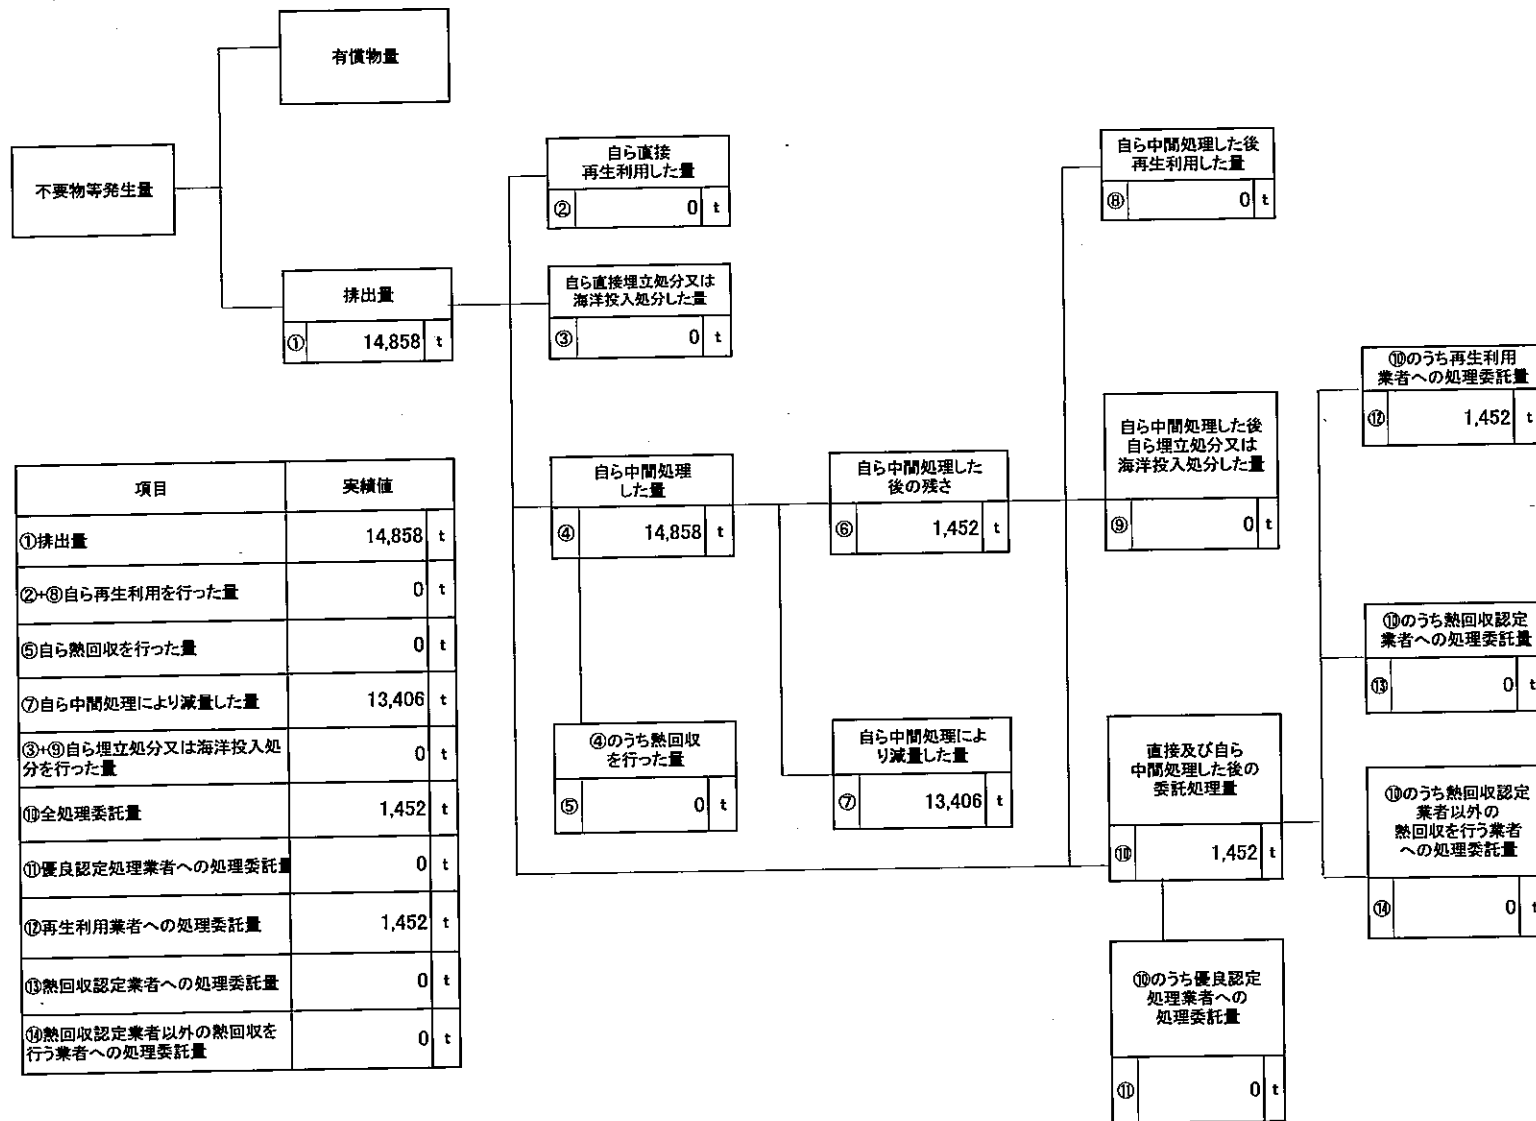 有償物量
不要物等発生量
排出量
① 14,858 t
自ら直接
再生利用した量
② 0 t
自ら直接埋立処分又は
海洋投入処分した量
③ 0 t
自ら中間処理
した量
④ 14,858 t
④のうち熱回収
を行った量
⑤ 0 t
自ら中間処理した
後の残さ
⑥ 1,452 t
自ら中間処理によ
り減量した量
⑦ 13,406 t
自ら中間処理した後
再生利用した量
⑧ 0 t
自ら中間処理した後
自ら埋立処分又は
海洋投入処分した量
⑨ 0 t
直接及び自ら
中間処理した後の
委託処理量
⑩ 1,452 t
⑩のうち優良認定
処理業者への
処理委託量
⑪ 0 t
⑩のうち再生利用
業者への処理委託量
⑫ 1,452 t
⑩のうち熱回収認定
業者への処理委託量
⑬ 0 t
⑩のうち熱回収認定
業者以外の
熱回収を行う業者
への処理委託量
⑭ 0 t
項目 実績値
①排出量 14,858 t
②+⑧自ら再生利用を行った量 0 t
⑤自ら熱回収を行った量 0 t
⑦自ら中間処理により減量した量 13,406 t
③+⑨自ら埋立処分又は海洋投入処
分を行った量 0 t
⑩全処理委託量 1,452 t
⑪優良認定処理業者への処理委託量 0 t
⑫再生利用業者への処理委託量 1,452 t
⑬熱回収認定業者への処理委託量 0 t
⑭熱回収認定業者以外の熱回収を
行う業者への処理委託量 0 t